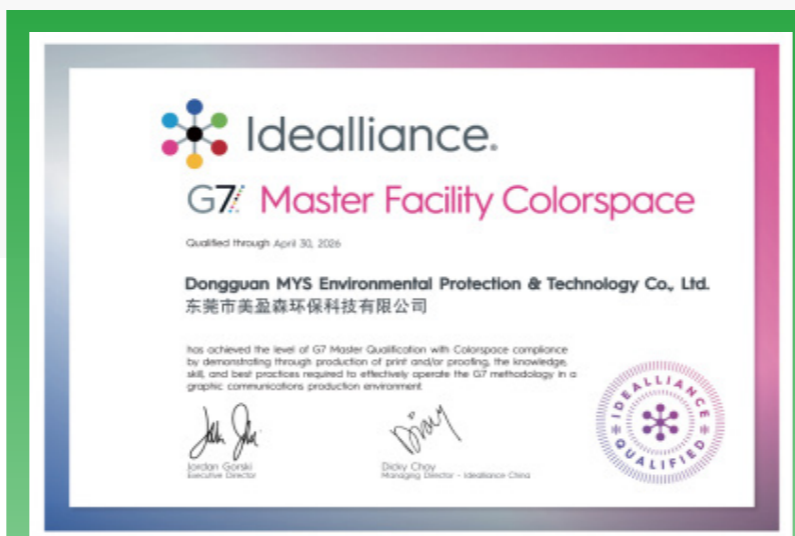 Idealliance.
G7 Master Facility Colorspace
Qualified through April 30, 2026
Dongguan MYS Environmental Protection & Technology Co., Ltd.
东莞市美盈森环保科技有限公司
has achieved the level of G7 Master Qualification with Colorspace compliance
by demonstrating through production of print and/or proofing, the knowledge,
skill, and best practices required to effectively operate the G7 methodology in a
graphic communications production environment
Jordan Gorski
Executive Director
Dicky Choy
Managing Director - Idealliance China
IDEALLIANCE
QUALIFIED